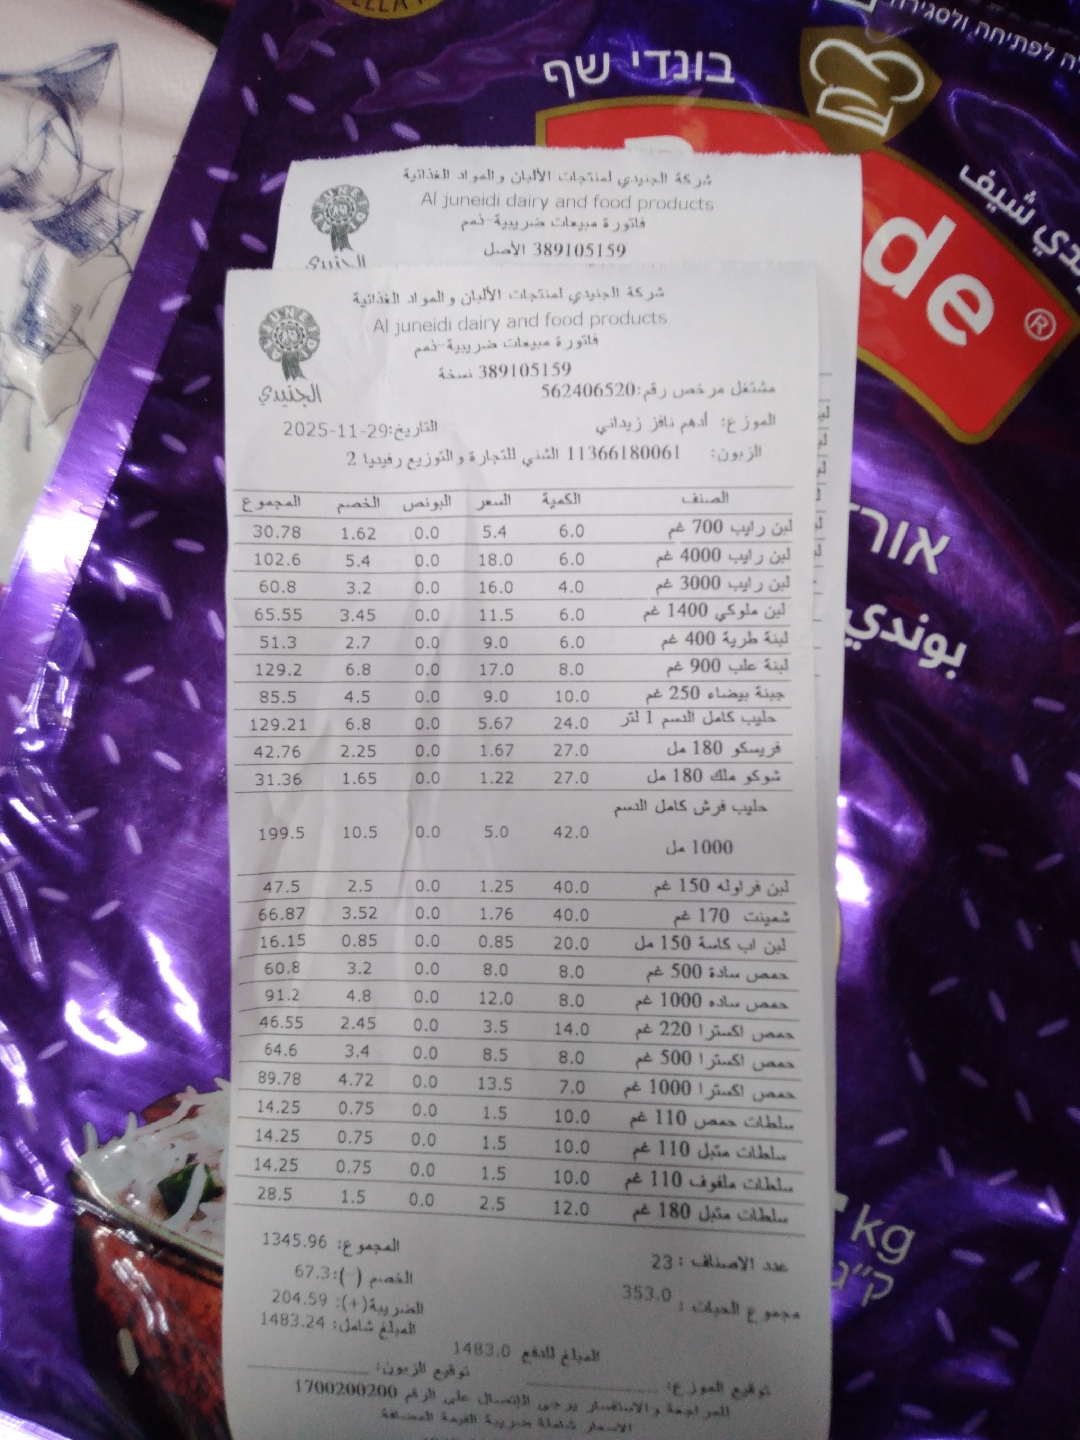 בונדי שף
לפתיחה ולסגירה
de®
شيف
شركة الجنيدي لمنتجات الألبان والمواد الغذائية
Al juneidi dairy and food products
فاتورة مبيعات ضريبية-ذمم
389105159 الأصل
الجنيدي
شركة الجنيدي لمنتجات الألبان والمواد الغذائية
Al juneidi dairy and food products
فاتورة مبيعات ضريبية-ذمم
389105159 نسخة
الجنيدي
مشتغل مرخص رقم:562406520
الموزع: أدهم نافز زيداني التاريخ:2025-11-29
الزبون: 11366180061 الشني للتجارة والتوزيع رفيديا 2
الصنف الكمية السعر البونص الخصم المجموع
لبن رايب 700 غم 6.0 5.4 0.0 1.62 30.78
لبن رايب 4000 غم 6.0 18.0 0.0 5.4 102.6
لبن رايب 3000 غم 4.0 16.0 0.0 3.2 60.8
لبن ملوكي 1400 غم 6.0 11.5 0.0 3.45 65.55
لبنة طرية 400 غم 6.0 9.0 0.0 2.7 51.3
لبنة علب 900 غم 8.0 17.0 0.0 6.8 129.2
جبنة بيضاء 250 غم 10.0 9.0 0.0 4.5 85.5
حليب كامل الدسم 1 لتر 24.0 5.67 0.0 6.8 129.21
فريسكو 180 مل 27.0 1.67 0.0 2.25 42.76
شوكو ملك 180 مل 27.0 1.22 0.0 1.65 31.36
حليب فرش كامل الدسم
1000 مل 42.0 5.0 0.0 10.5 199.5
لبن فراوله 150 غم 40.0 1.25 0.0 2.5 47.5
شمينت 170 غم 40.0 1.76 0.0 3.52 66.87
لبن اب كاسة 150 مل 20.0 0.85 0.0 0.85 16.15
حمص سادة 500 غم 8.0 8.0 0.0 3.2 60.8
حمص ساده 1000 غم 8.0 12.0 0.0 4.8 91.2
حمص اكسترا 220 غم 14.0 3.5 0.0 2.45 46.55
حمص اكسترا 500 غم 8.0 8.5 0.0 3.4 64.6
حمص اكسترا 1000 غم 7.0 13.5 0.0 4.72 89.78
سلطات حمص 110 غم 10.0 1.5 0.0 0.75 14.25
سلطات متبل 110 غم 10.0 1.5 0.0 0.75 14.25
سلطات ملفوف 110 غم 10.0 1.5 0.0 0.75 14.25
سلطات متبل 180 غم 12.0 2.5 0.0 1.5 28.5
عدد الاصناف : 23 المجموع: 1345.96
مجموع الحبات : 353.0 الخصم (-):67.3
الضريبة(+): 204.59
المبلغ شامل: 1483.24
المبلغ للدفع 1483.0
توقيع الموزع: توقيع الزبون:
للمراجعة والاستفسار يرجى الإتصال على الرقم 1700200200
الاسعار شاملة ضريبة القيمة المضافة
אורז
بوندي
kg
ק"ג